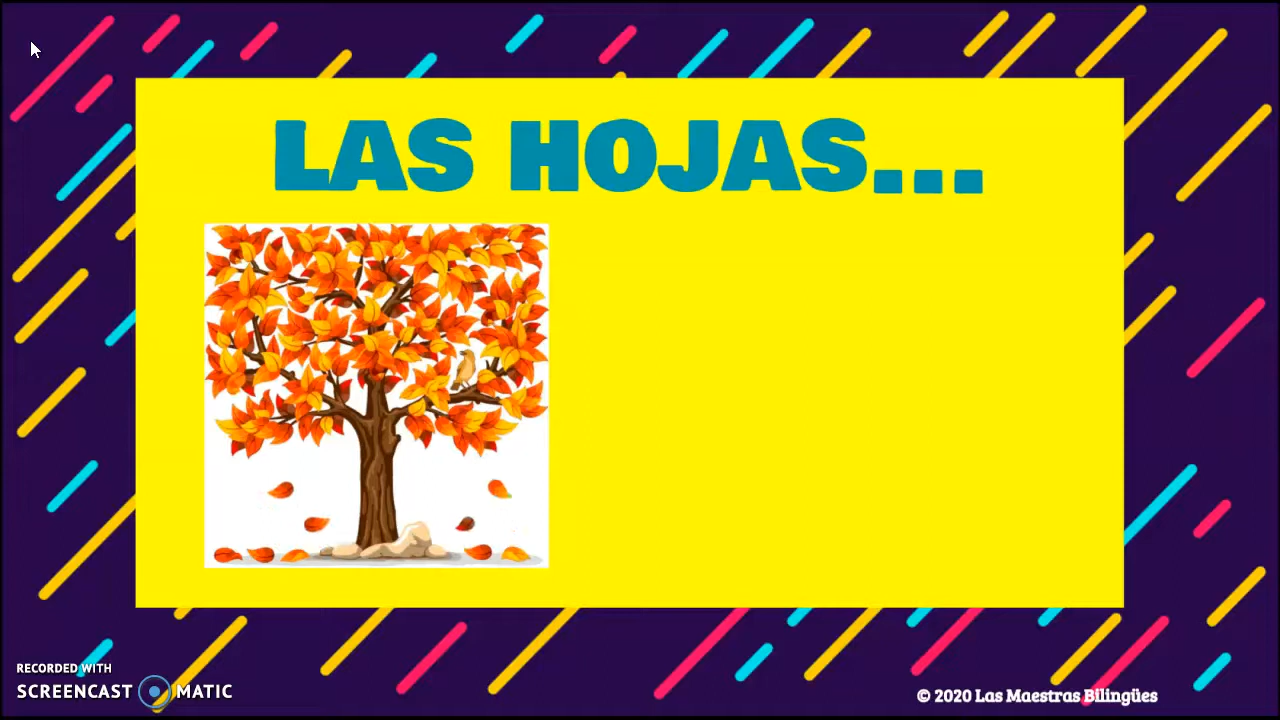 LAS HOJAS...
RECORDED WITH
SCREENCAST MATIC
© 2020 Las Maestras Bilingües